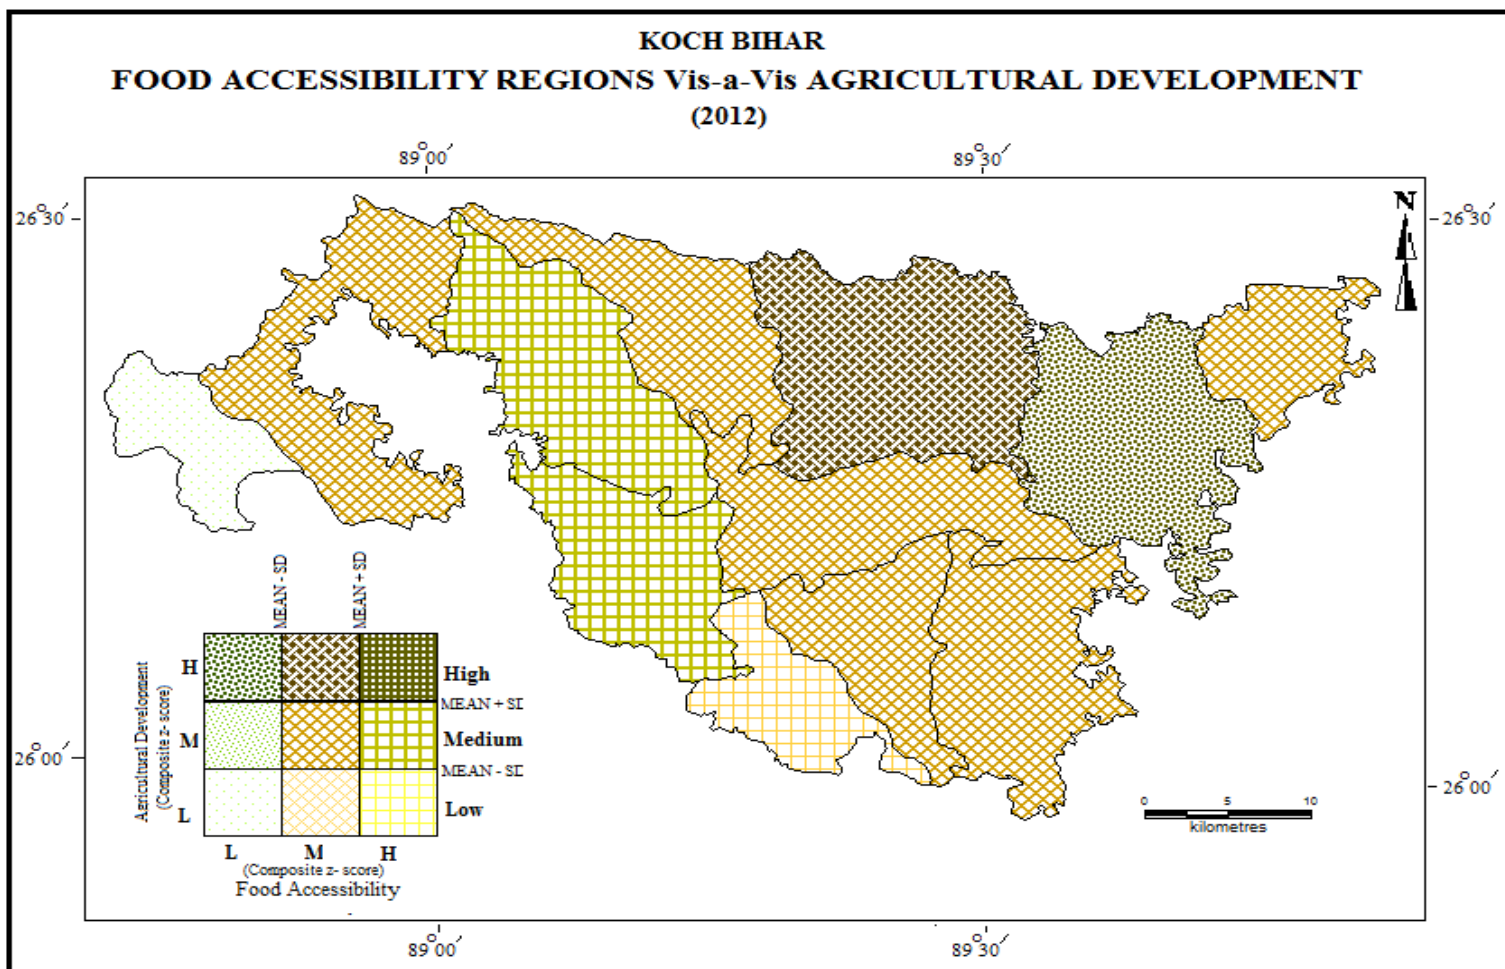 KOCH BIHAR
FOOD ACCESSIBILITY REGIONS Vis-a-Vis AGRICULTURAL DEVELOPMENT
(2012)
89°00′
89°30′
26°30′
26°30′
N
MEAN - SD
MEAN + SD
H
High
MEAN + SD
Agricultural Development
(Composite z- score)
M
Medium
MEAN - SD
L
Low
L M H
(Composite z- score)
Food Accessibility
26°00′
26°00′
0 5 10
kilometres
89°00′
89°30′